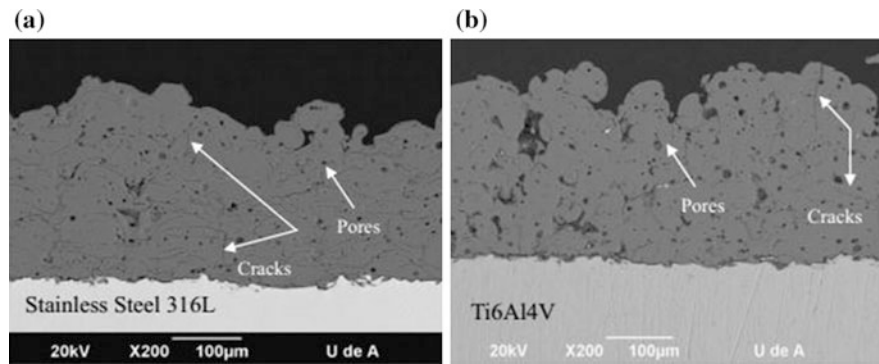 (a)
Pores
Cracks
Stainless Steel 316L
20kV X200 100µm U de A
(b)
Pores
Cracks
Ti6Al4V
20kV X200 100µm U de A